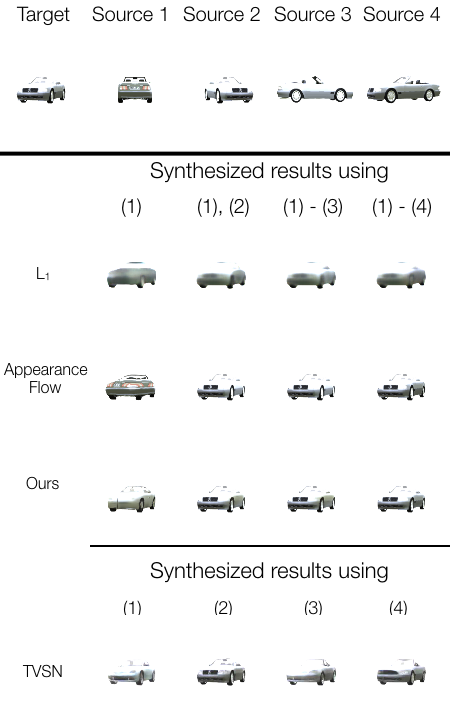 Target Source 1 Source 2 Source 3 Source 4
Synthesized results using
(1) (1), (2) (1) - (3) (1) - (4)
L₁
Appearance
Flow
Ours
Synthesized results using
(1) (2) (3) (4)
TVSN